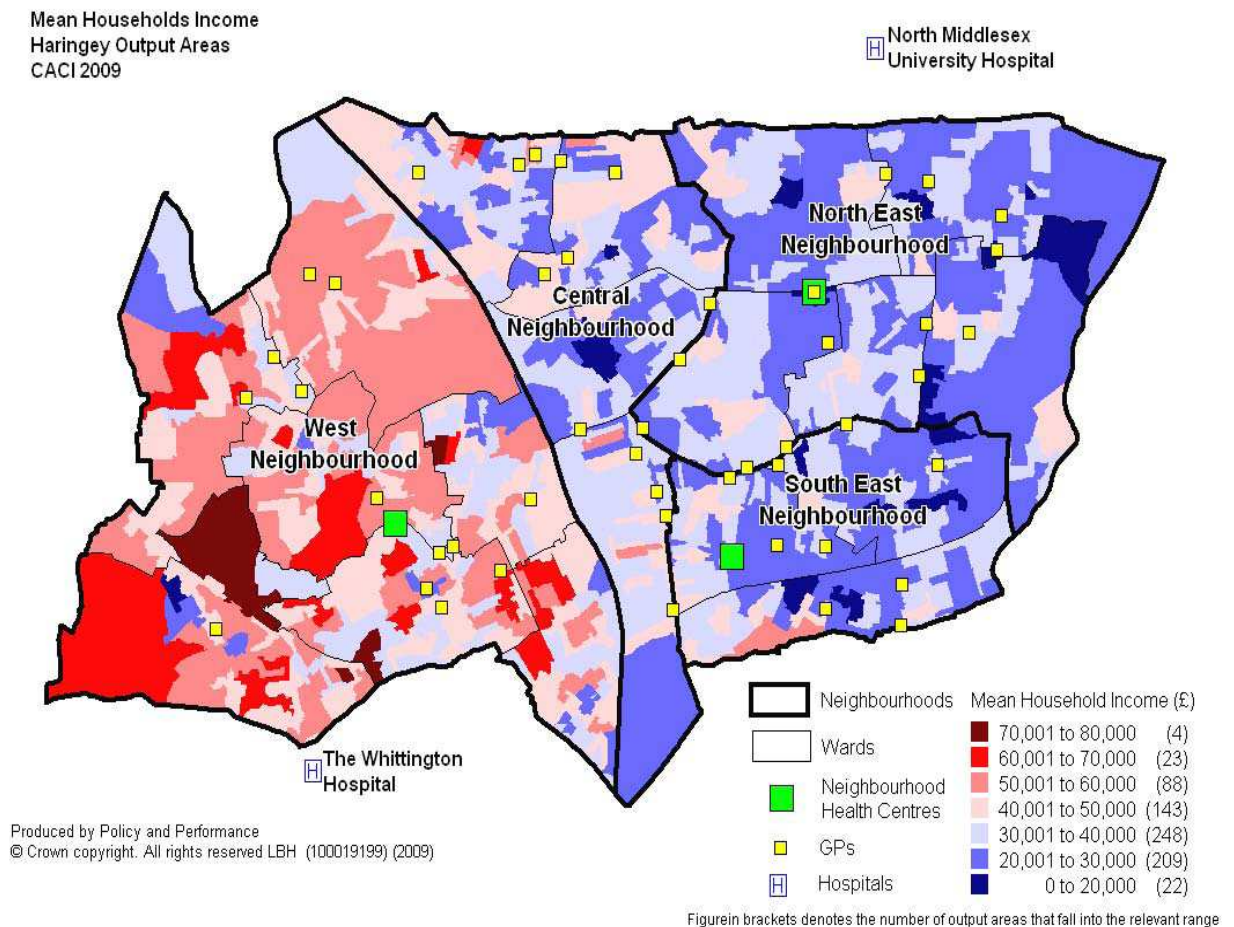 Mean Households Income
Haringey Output Areas
CACI 2009
H North Middlesex
University Hospital
North East
Neighbourhood
Central
Neighbourhood
West
Neighbourhood
South East
Neighbourhood
H The Whittington
Hospital
Neighbourhoods
Wards
Neighbourhood
Health Centres
GPs
H Hospitals
Mean Household Income (£)
70,001 to 80,000 (4)
60,001 to 70,000 (23)
50,001 to 60,000 (88)
40,001 to 50,000 (143)
30,001 to 40,000 (248)
20,001 to 30,000 (209)
0 to 20,000 (22)
Produced by Policy and Performance
© Crown copyright. All rights reserved LBH (100019199) (2009)
Figurein brackets denotes the number of output areas that fall into the relevant range